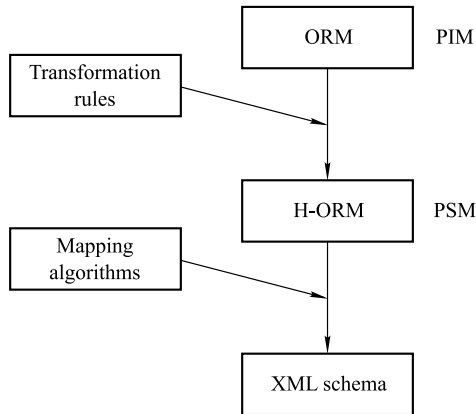 ORM PIM
Transformation
rules
H-ORM PSM
Mapping
algorithms
XML schema